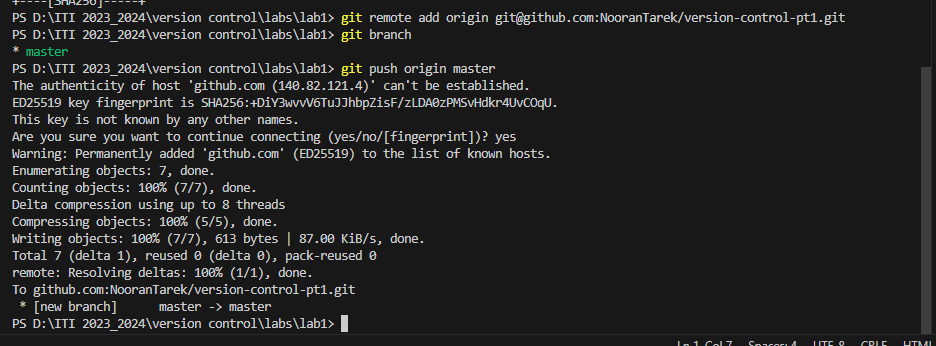 +----[SHA256]-----+
PS D:\ITI 2023_2024\version control\labs\lab1> git remote add origin git@github.com:NooranTarek/version-control-pt1.git
PS D:\ITI 2023_2024\version control\labs\lab1> git branch
* master
PS D:\ITI 2023_2024\version control\labs\lab1> git push origin master
The authenticity of host 'github.com (140.82.121.4)' can't be established.
ED25519 key fingerprint is SHA256:+DiY3wvvV6TuJJhbpZisF/zLDA0zPMSvHdkr4UvCOqU.
This key is not known by any other names.
Are you sure you want to continue connecting (yes/no/[fingerprint])? yes
Warning: Permanently added 'github.com' (ED25519) to the list of known hosts.
Enumerating objects: 7, done.
Counting objects: 100% (7/7), done.
Delta compression using up to 8 threads
Compressing objects: 100% (5/5), done.
Writing objects: 100% (7/7), 613 bytes | 87.00 KiB/s, done.
Total 7 (delta 1), reused 0 (delta 0), pack-reused 0
remote: Resolving deltas: 100% (1/1), done.
To github.com:NooranTarek/version-control-pt1.git
 * [new branch]      master -> master
PS D:\ITI 2023_2024\version control\labs\lab1>
Ln 1, Col 7 Spaces: 4 UTF-8 CRLF HTML